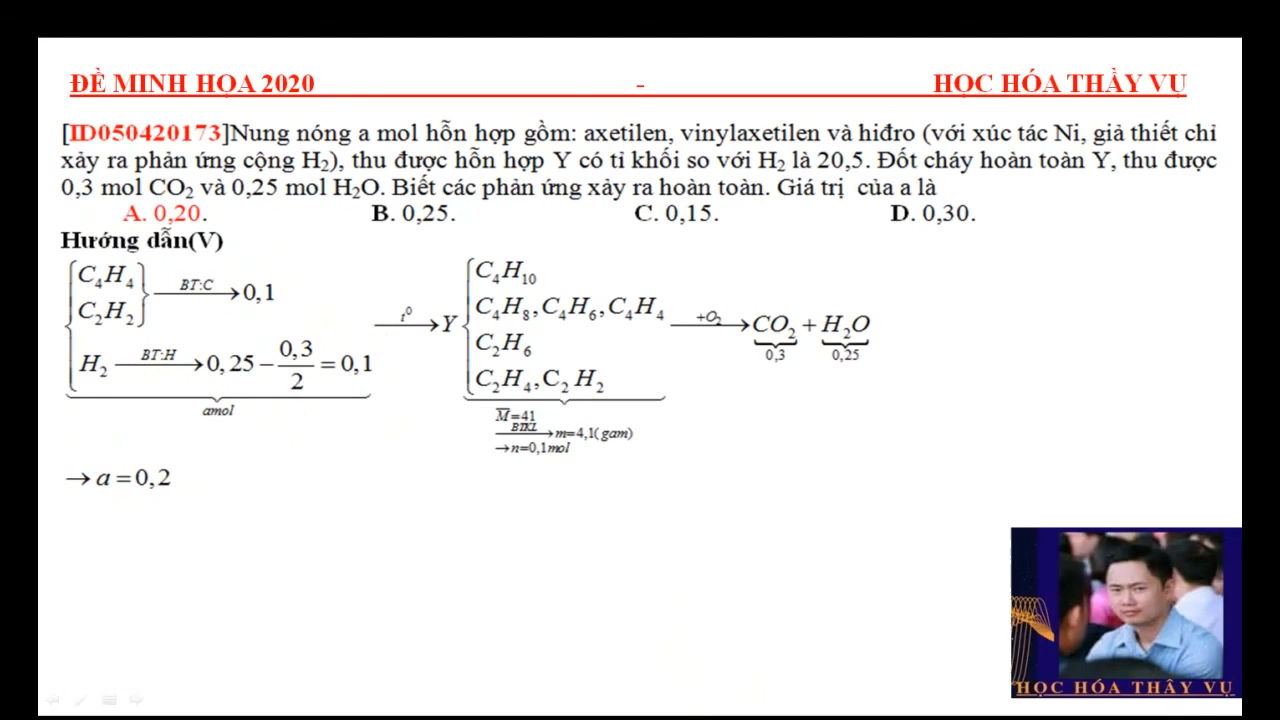 ĐỀ MINH HỌA 2020 - HỌC HÓA THẦY VỤ
[ID050420173]Nung nóng a mol hỗn hợp gồm: axetilen, vinylaxetilen và hiđro (với xúc tác Ni, giả thiết chỉ
xảy ra phản ứng cộng H₂), thu được hỗn hợp Y có tỉ khối so với H₂ là 20,5. Đốt cháy hoàn toàn Y, thu được
0,3 mol CO₂ và 0,25 mol H₂O. Biết các phản ứng xảy ra hoàn toàn. Giá trị của a là
A. 0,20. B. 0,25. C. 0,15. D. 0,30.
Hướng dẫn(V)
{ C₄H₄ C₂H₂ } BT:C → 0,1
H₂ BT:H → 0,25 − 0,3/2 = 0,1
amol
t⁰ → Y
C₄H₁₀
C₄H₈, C₄H₆, C₄H₄
C₂H₆
C₂H₄, C₂H₂
+O₂ → CO₂ + H₂O
0,3 0,25
M̅=41
BTKL → m=4,1(gam)
→ n=0,1mol
→ a = 0,2
HỌC HÓA THẦY VỤ